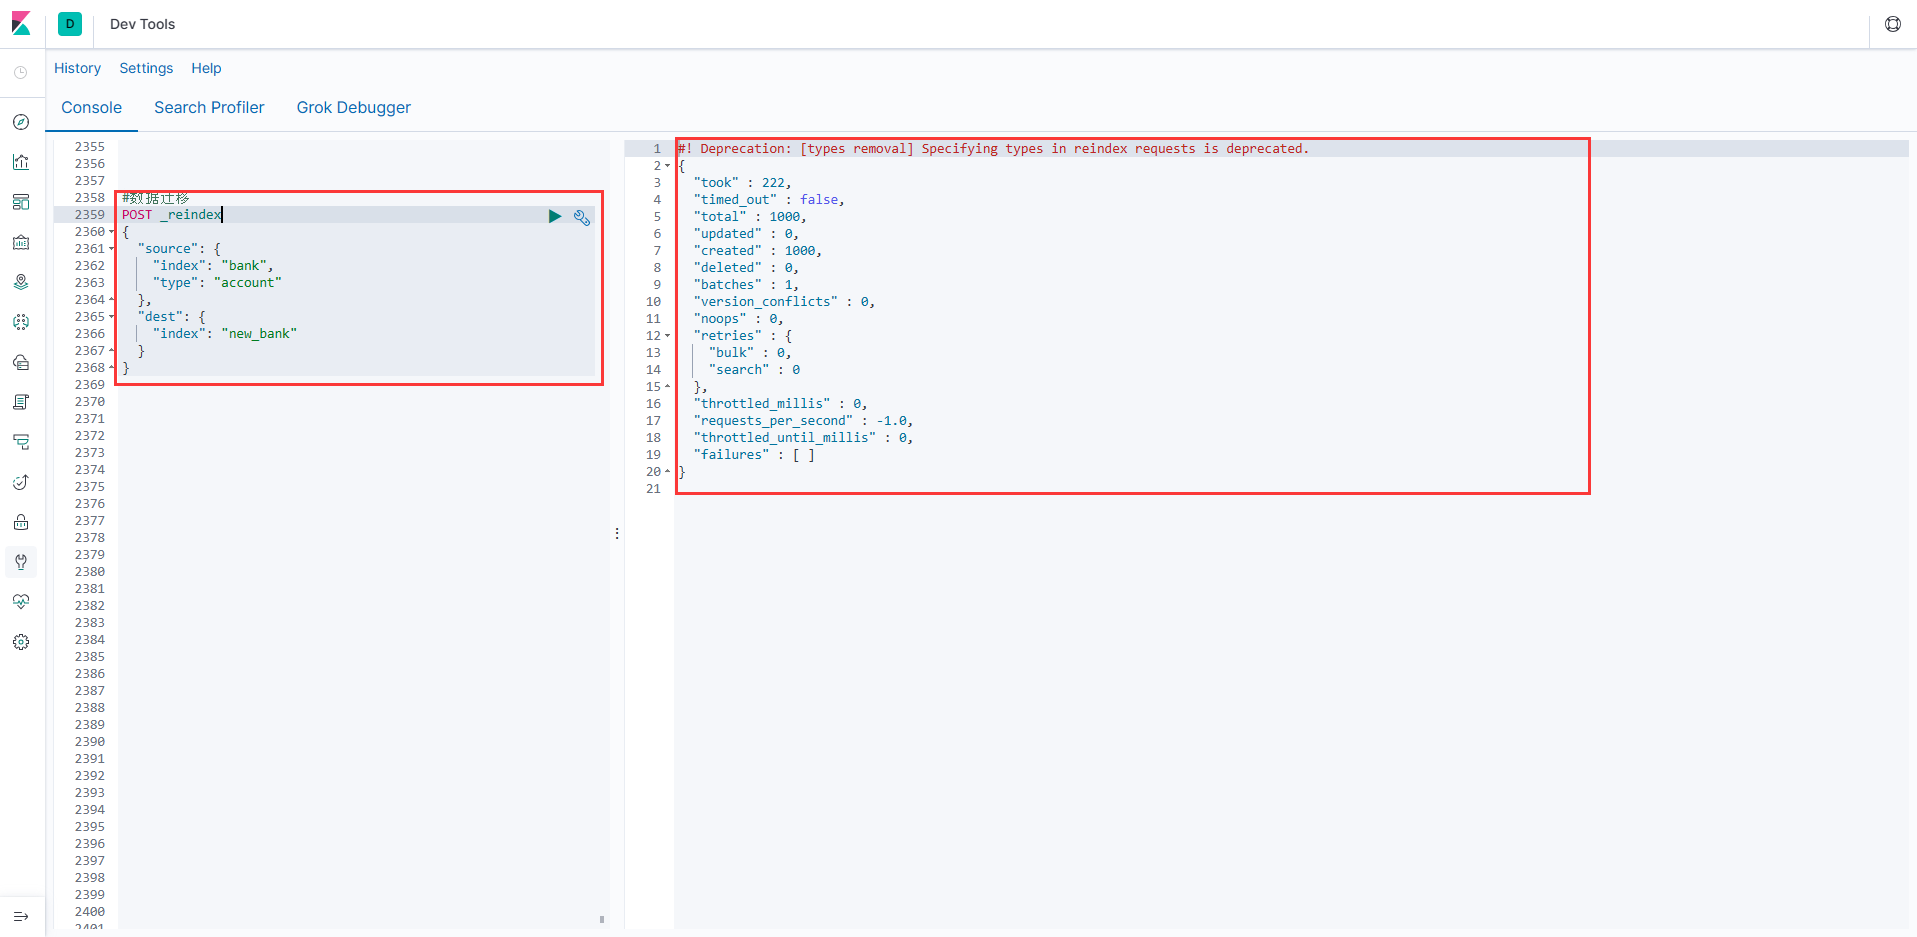 D
Dev Tools
History Settings Help
Console Search Profiler Grok Debugger
2355
2356
2357
2358 #数据迁移
2359 POST _reindex
2360 {
2361 "source": {
2362 "index": "bank",
2363 "type": "account"
2364 },
2365 "dest": {
2366 "index": "new_bank"
2367 }
2368 }
2369
2370
2371
2372
2373
2374
2375
2376
2377
2378
2379
2380
2381
2382
2383
2384
2385
2386
2387
2388
2389
2390
2391
2392
2393
2394
2395
2396
2397
2398
2399
2400
2401
1 #! Deprecation: [types removal] Specifying types in reindex requests is deprecated.
2 {
3 "took" : 222,
4 "timed_out" : false,
5 "total" : 1000,
6 "updated" : 0,
7 "created" : 1000,
8 "deleted" : 0,
9 "batches" : 1,
10 "version_conflicts" : 0,
11 "noops" : 0,
12 "retries" : {
13 "bulk" : 0,
14 "search" : 0
15 },
16 "throttled_millis" : 0,
17 "requests_per_second" : -1.0,
18 "throttled_until_millis" : 0,
19 "failures" : [ ]
20 }
21